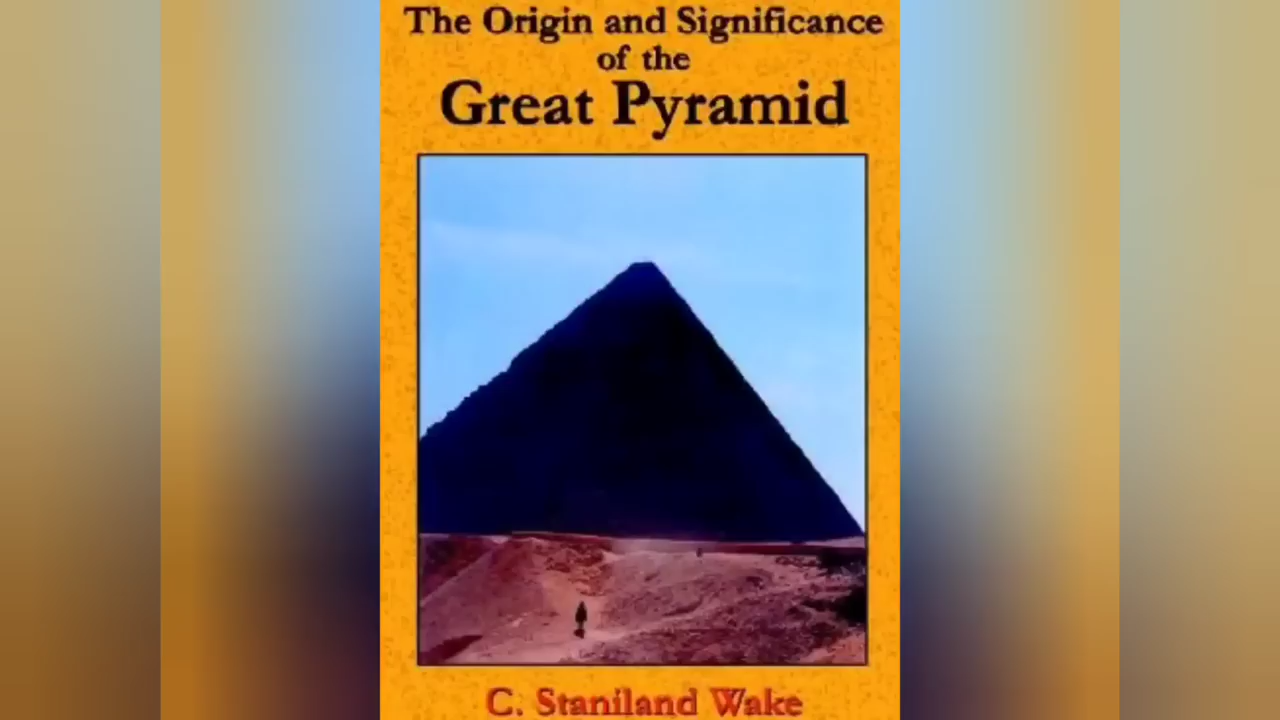 The Origin and Significance
of the
Great Pyramid
C. Staniland Wake